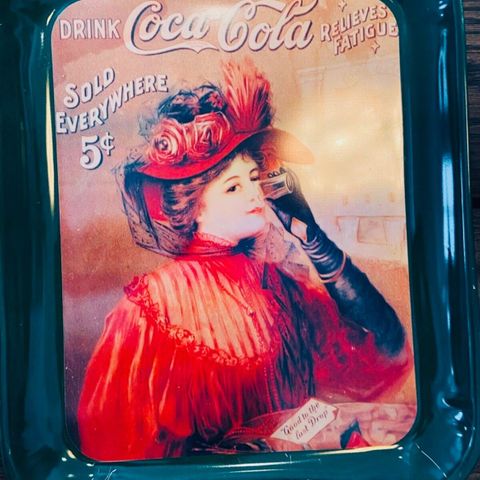 DRINK Coca-Cola RELIEVES
FATIGUE
SOLD
EVERYWHERE
5¢
"Good to the
last Drop"